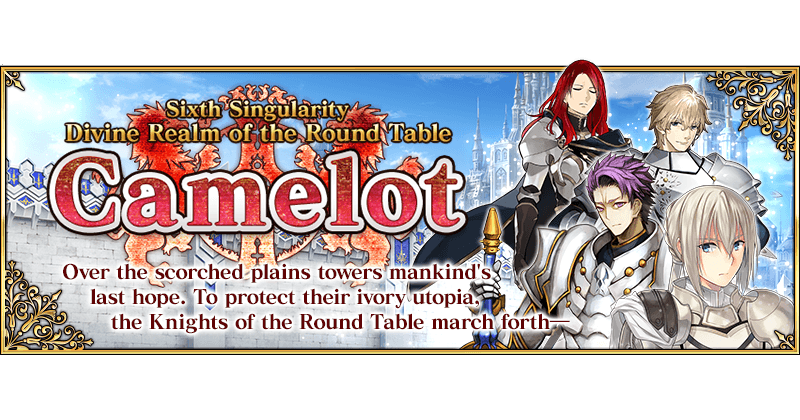 Sixth Singularity
Divine Realm of the Round Table
Camelot
Over the scorched plains towers mankind's
last hope. To protect their ivory utopia,
the Knights of the Round Table march forth—